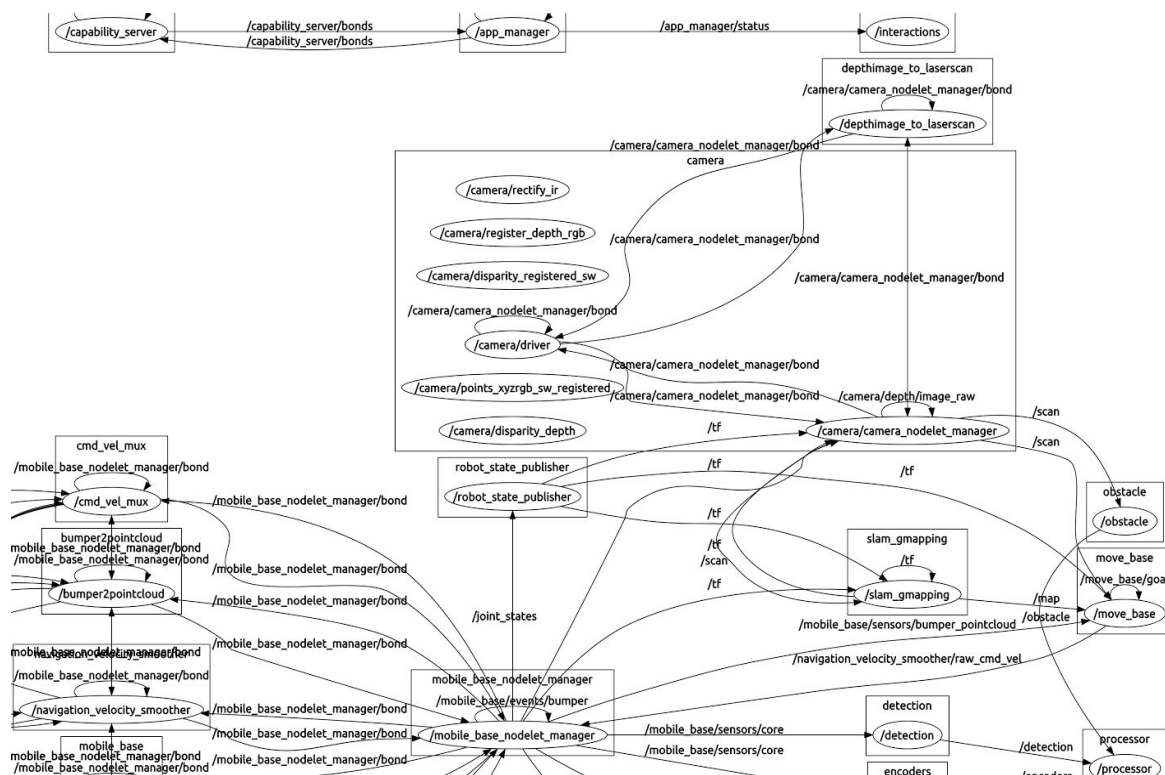 /capability_server
/capability_server/bonds
/capability_server/bonds
/app_manager
/app_manager/status
/interactions
depthimage_to_laserscan
/camera/camera_nodelet_manager/bond
/depthimage_to_laserscan
/camera/camera_nodelet_manager/bond
camera
/camera/rectify_ir
/camera/register_depth_rgb
/camera/camera_nodelet_manager/bond
/camera/disparity_registered_sw
/camera/camera_nodelet_manager/bond
/camera/camera_nodelet_manager/bond
/camera/driver
/camera/camera_nodelet_manager/bond
/camera/points_xyzrgb_sw_registered
/camera/camera_nodelet_manager/bond
/camera/depth/image_raw
/camera/disparity_depth
/tf
/camera/camera_nodelet_manager
/scan
/scan
cmd_vel_mux
/mobile_base_nodelet_manager/bond
/cmd_vel_mux
/mobile_base_nodelet_manager/bond
robot_state_publisher
/robot_state_publisher
/tf
/tf
/tf
obstacle
/obstacle
bumper2pointcloud
mobile_base_nodelet_manager/bond
/mobile_base_nodelet_manager/bond
/bumper2pointcloud
/mobile_base_nodelet_manager/bond
/mobile_base_nodelet_manager/bond
/tf
/scan
/tf
slam_gmapping
/tf
/slam_gmapping
move_base
/move_base/goa
/move_base
/joint_states
/map
/obstacle
/mobile_base/sensors/bumper_pointcloud
/mobile_base_nodelet_manager/bond
/navigation_velocity_smoother/raw_cmd_vel
navigation_velocity_smoother
/mobile_base_nodelet_manager/bond
/navigation_velocity_smoother
/mobile_base_nodelet_manager/bond
/mobile_base_nodelet_manager/bond
mobile_base_nodelet_manager
/mobile_base/events/bumper
/mobile_base_nodelet_manager
/mobile_base/sensors/core
/mobile_base/sensors/core
detection
/detection
/detection
processor
/processor
encoders
mobile_base
/mobile_base_nodelet_manager/bond
/mobile_base_nodelet_manager/bond